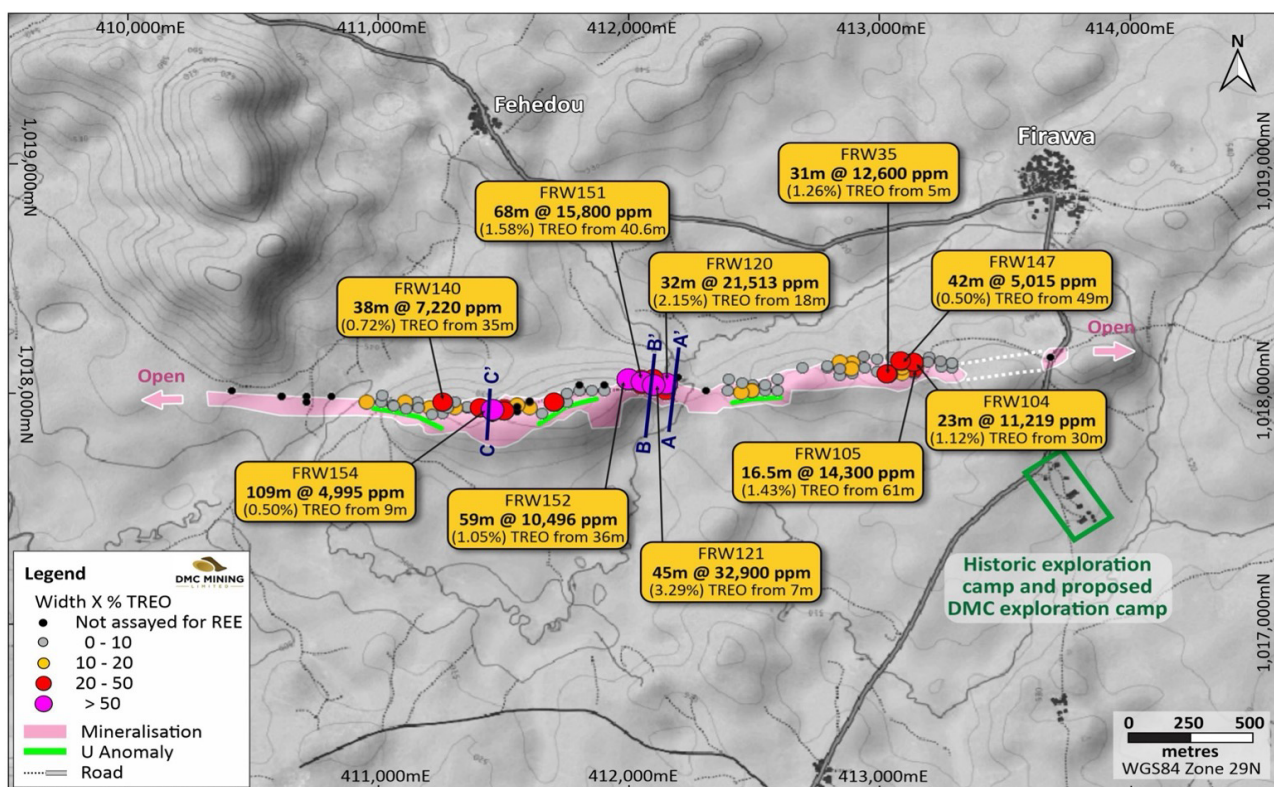 410,000mE
411,000mE
412,000mE
413,000mE
414,000mE
N
1,019,000mN
1,018,000mN
1,019,000mN
1,018,000mN
1,017,000mN
Fehedou
Firawa
FRW35
31m @ 12,600 ppm
(1.26%) TREO from 5m
FRW151
68m @ 15,800 ppm
(1.58%) TREO from 40.6m
FRW120
32m @ 21,513 ppm
(2.15%) TREO from 18m
FRW147
42m @ 5,015 ppm
(0.50%) TREO from 49m
FRW140
38m @ 7,220 ppm
(0.72%) TREO from 35m
Open
Open
C'
B'
A'
C
B
A
FRW104
23m @ 11,219 ppm
(1.12%) TREO from 30m
FRW105
16.5m @ 14,300 ppm
(1.43%) TREO from 61m
FRW154
109m @ 4,995 ppm
(0.50%) TREO from 9m
FRW152
59m @ 10,496 ppm
(1.05%) TREO from 36m
FRW121
45m @ 32,900 ppm
(3.29%) TREO from 7m
Historic exploration
camp and proposed
DMC exploration camp
Legend
DMC MINING
LIMITED
Width X % TREO
Not assayed for REE
0 - 10
10 - 20
20 - 50
> 50
Mineralisation
U Anomaly
Road
0 250 500
metres
WGS84 Zone 29N
411,000mE
412,000mE
413,000mE